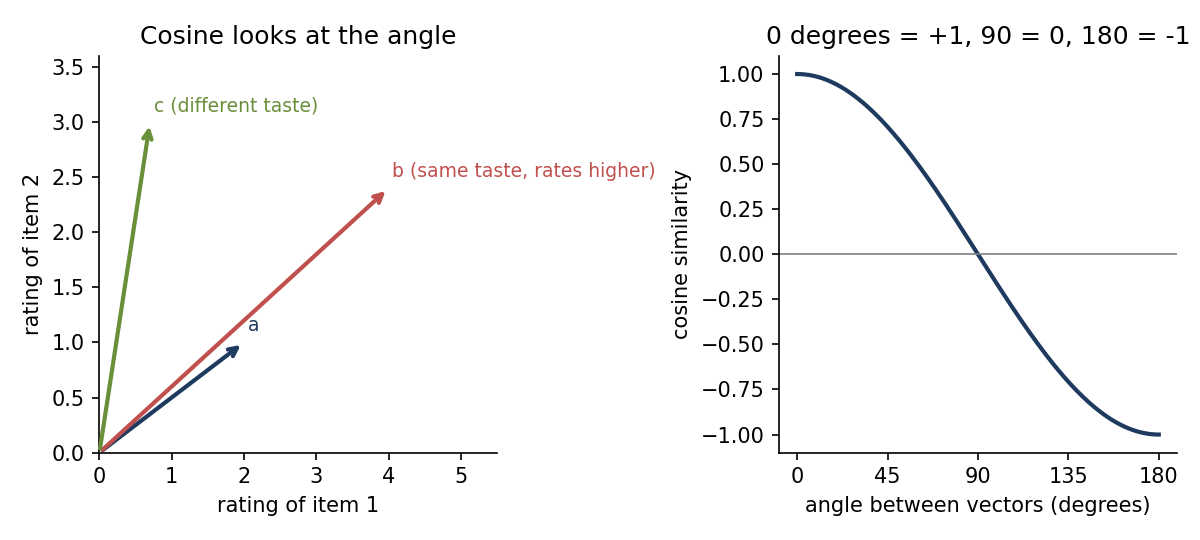 Cosine looks at the angle
3.5
3.0
2.5
2.0
1.5
1.0
0.5
0.0
rating of item 2
c (different taste)
b (same taste, rates higher)
a
0 1 2 3 4 5
rating of item 1
0 degrees = +1, 90 = 0, 180 = -1
1.00
0.75
0.50
0.25
0.00
−0.25
−0.50
−0.75
−1.00
cosine similarity
0 45 90 135 180
angle between vectors (degrees)